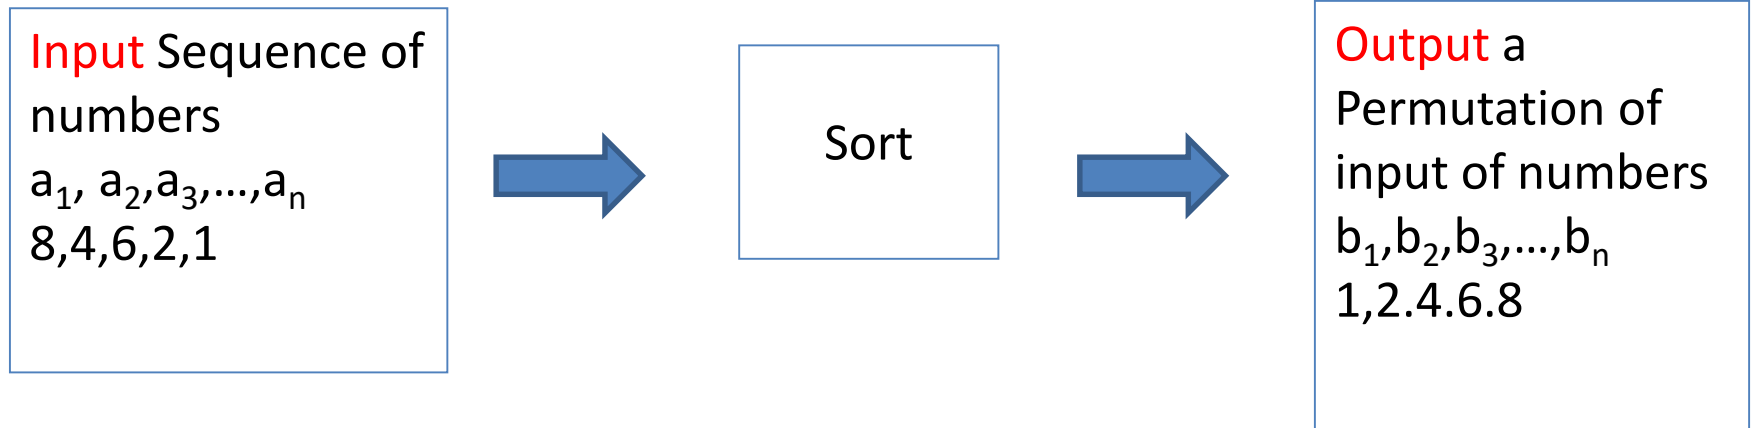 Input Sequence of
numbers
a₁, a₂,a₃,...,aₙ
8,4,6,2,1
Sort
Output a
Permutation of
input of numbers
b₁,b₂,b₃,...,bₙ
1,2.4.6.8